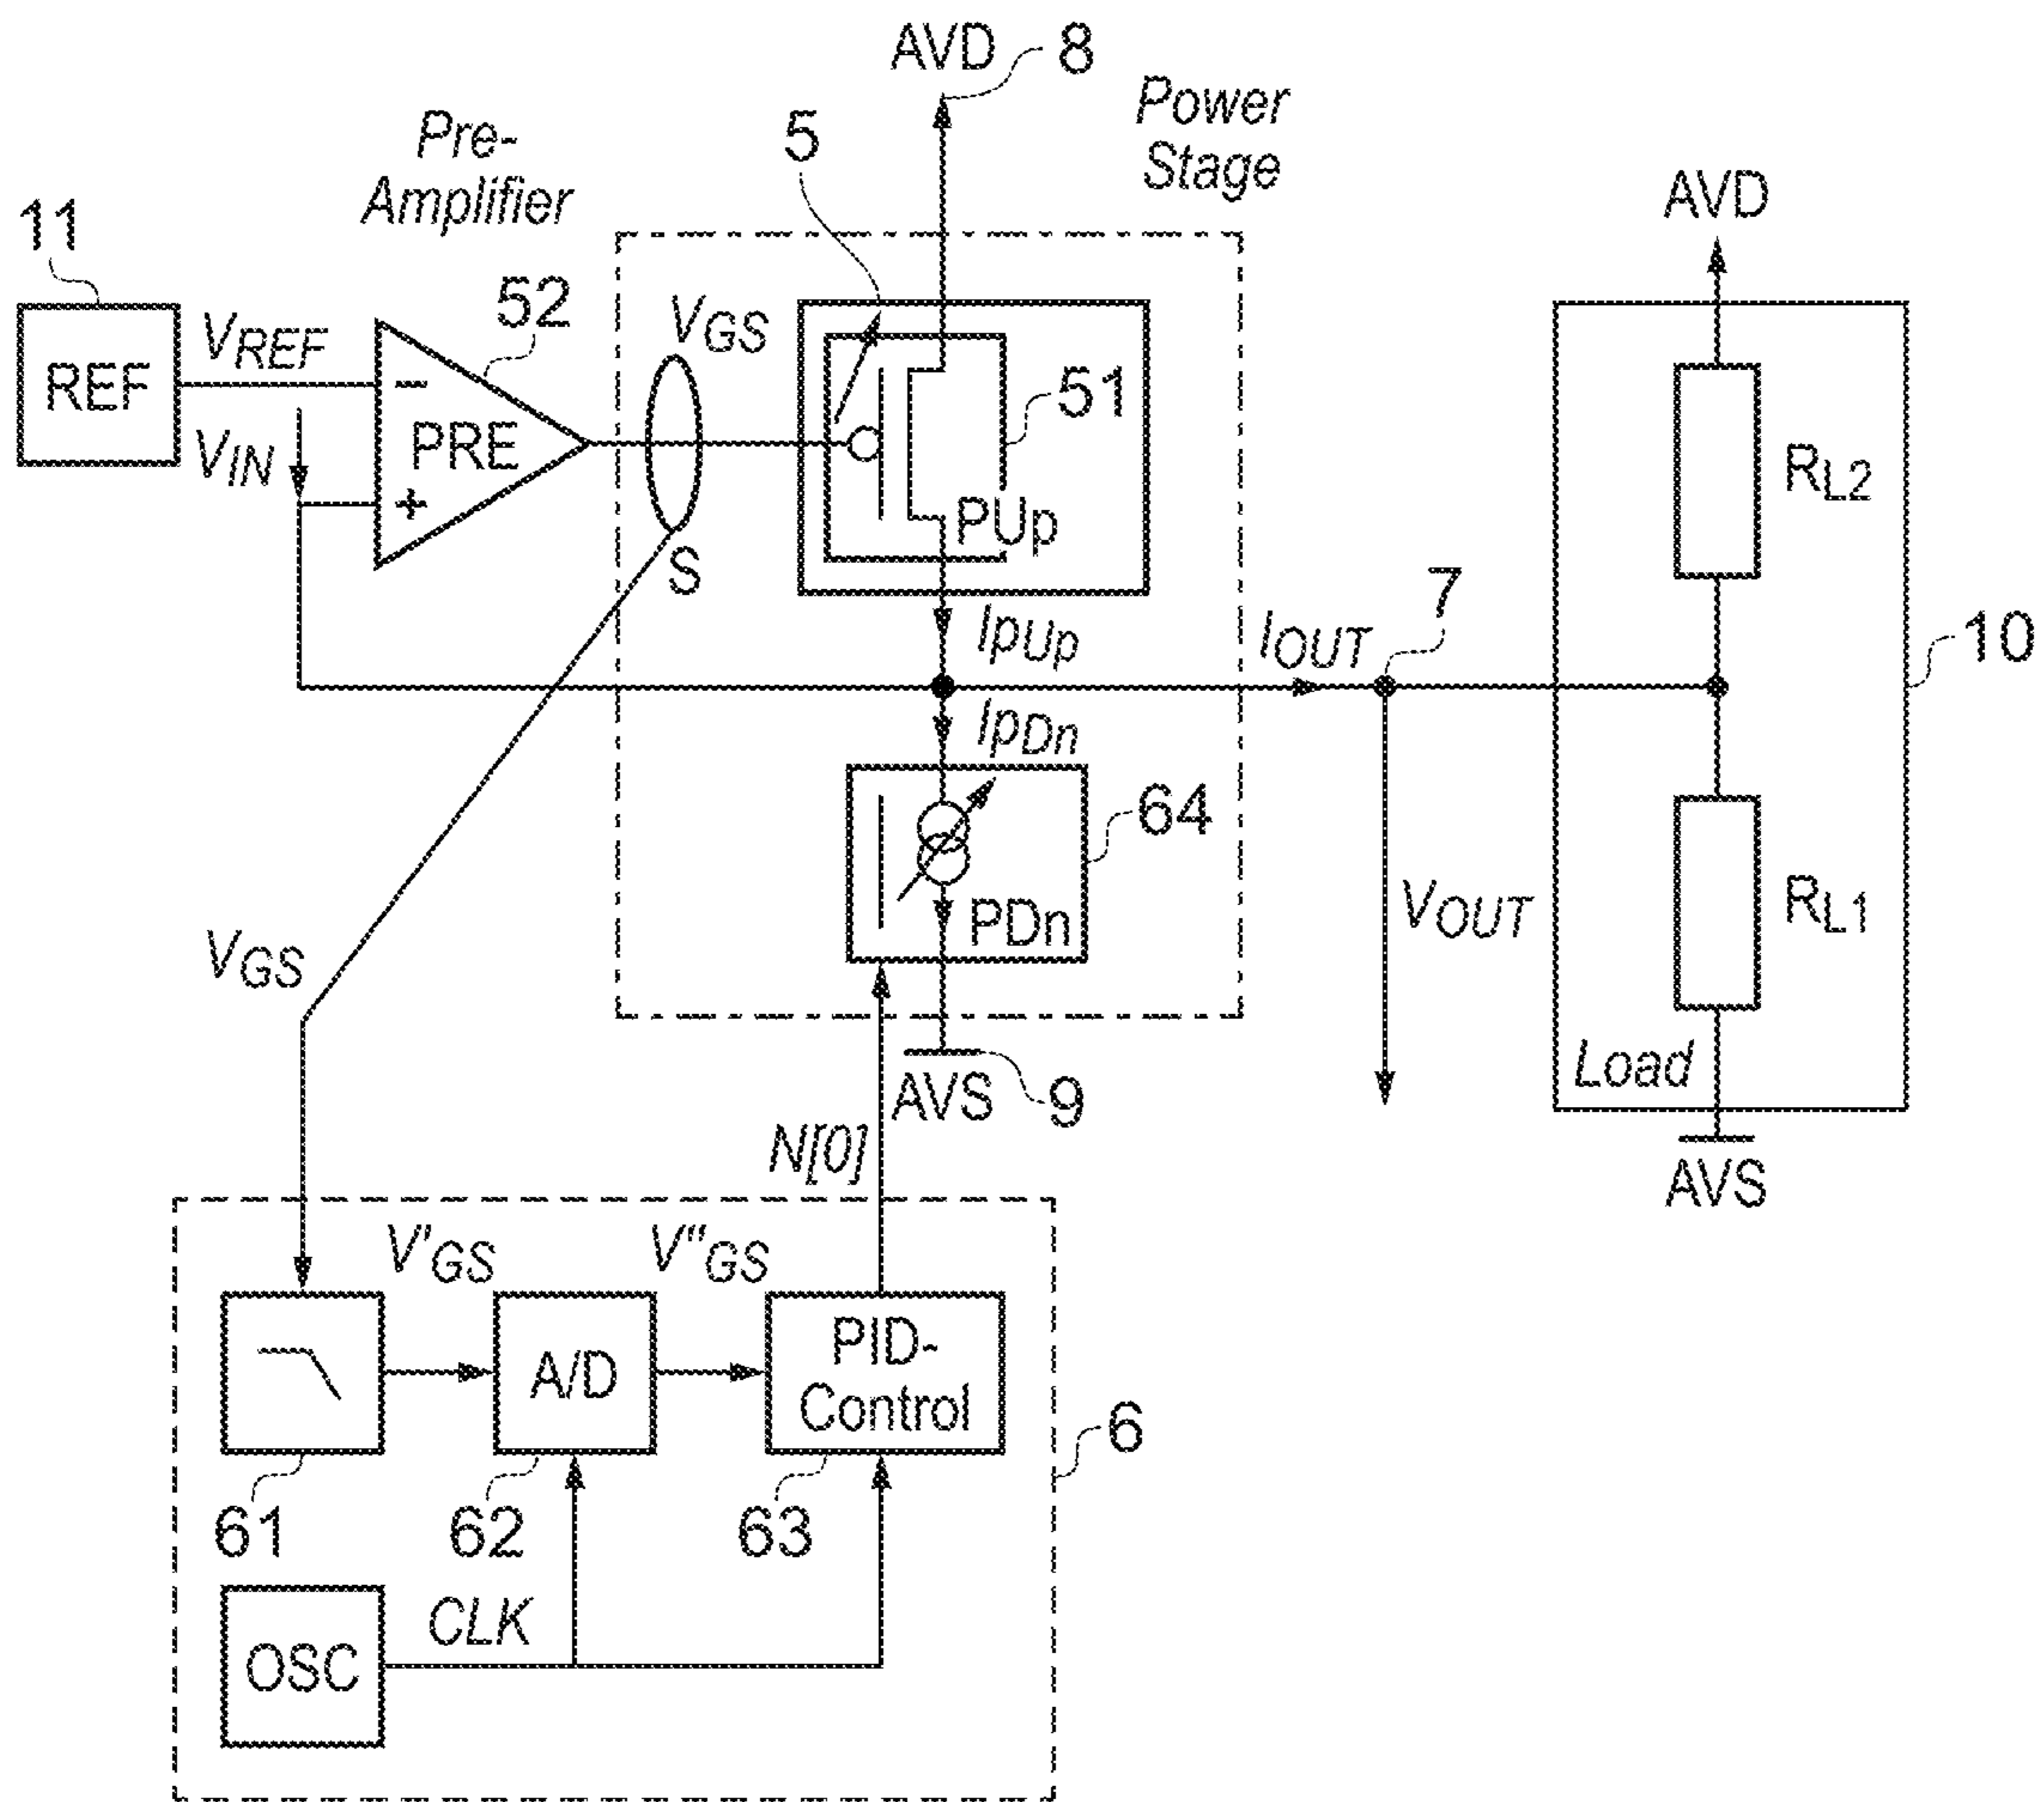 AVD 8
Power
Stage
Pre-
Amplifier
5
AVD
11
52
REF
VREF
VIN
−
PRE
+
VGS
51
PUp
RL2
S
IPUp
IOUT
7
10
IPDn
64
PDn
VOUT
RL1
VGS
Load
AVS 9
AVS
N[0]
V'GS
V"GS
A/D
PID-
Control
6
61
62
63
OSC
CLK